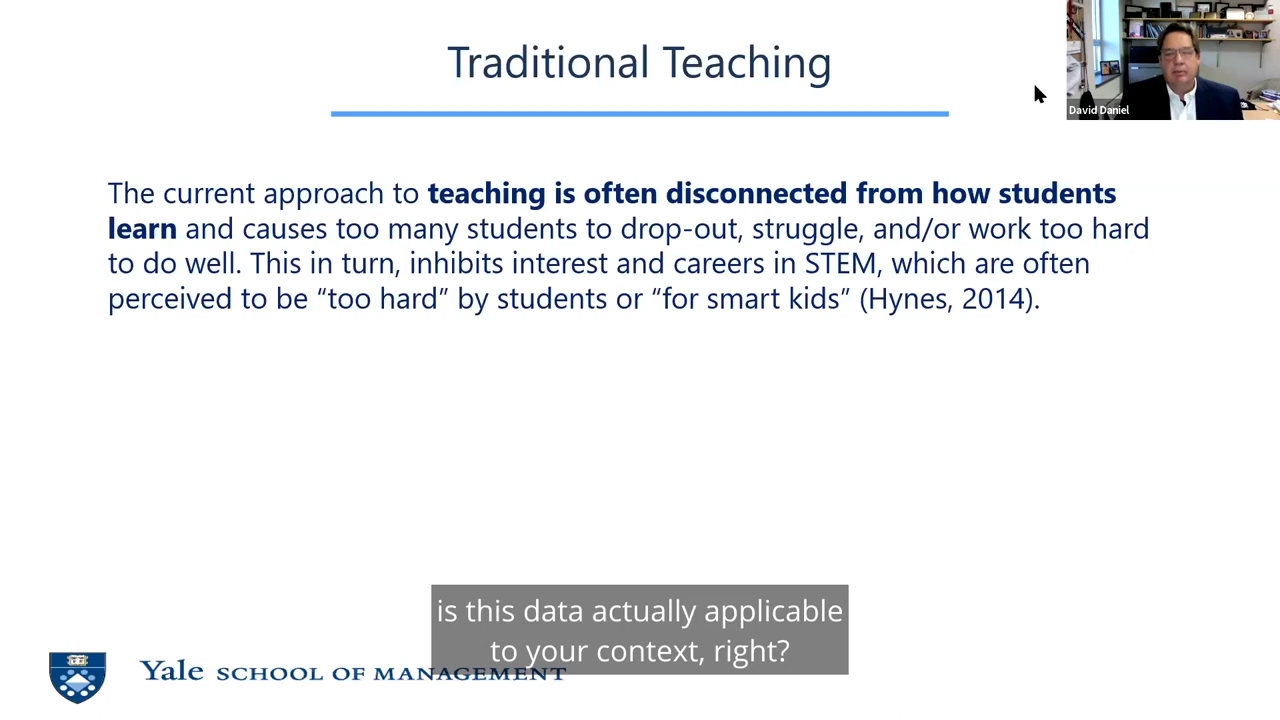 Traditional Teaching
David Daniel
The current approach to teaching is often disconnected from how students
learn and causes too many students to drop-out, struggle, and/or work too hard
to do well. This in turn, inhibits interest and careers in STEM, which are often
perceived to be “too hard” by students or “for smart kids” (Hynes, 2014).
is this data actually applicable
to your context, right?
Yale SCHOOL OF MANAGEMENT